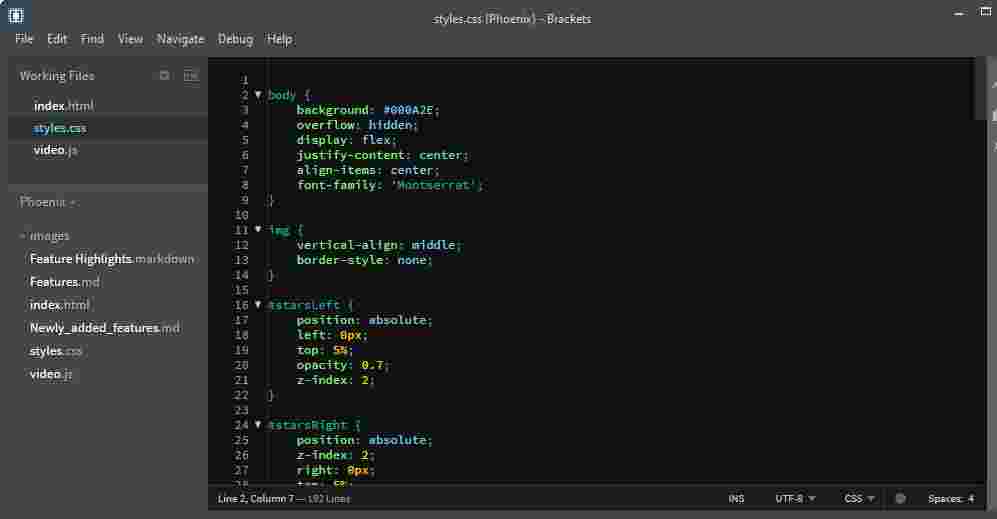 styles.css (Phoenix) - Brackets
File Edit Find View Navigate Debug Help
Working Files
index.html
styles.css
video.js
Phoenix
images
Feature Highlights.markdown
Features.md
index.html
Newly_added_features.md
styles.css
video.js
1
2 body {
3 background: #000A2E;
4 overflow: hidden;
5 display: flex;
6 justify-content: center;
7 align-items: center;
8 font-family: 'Montserrat';
9 }
10
11 img {
12 vertical-align: middle;
13 border-style: none;
14 }
15
16 #starsLeft {
17 position: absolute;
18 left: 0px;
19 top: 5%;
20 opacity: 0.7;
21 z-index: 2;
22 }
23
24 #starsRight {
25 position: absolute;
26 z-index: 2;
27 right: 0px;
Line 2, Column 7 — 192 Lines INS UTF-8 CSS Spaces: 4